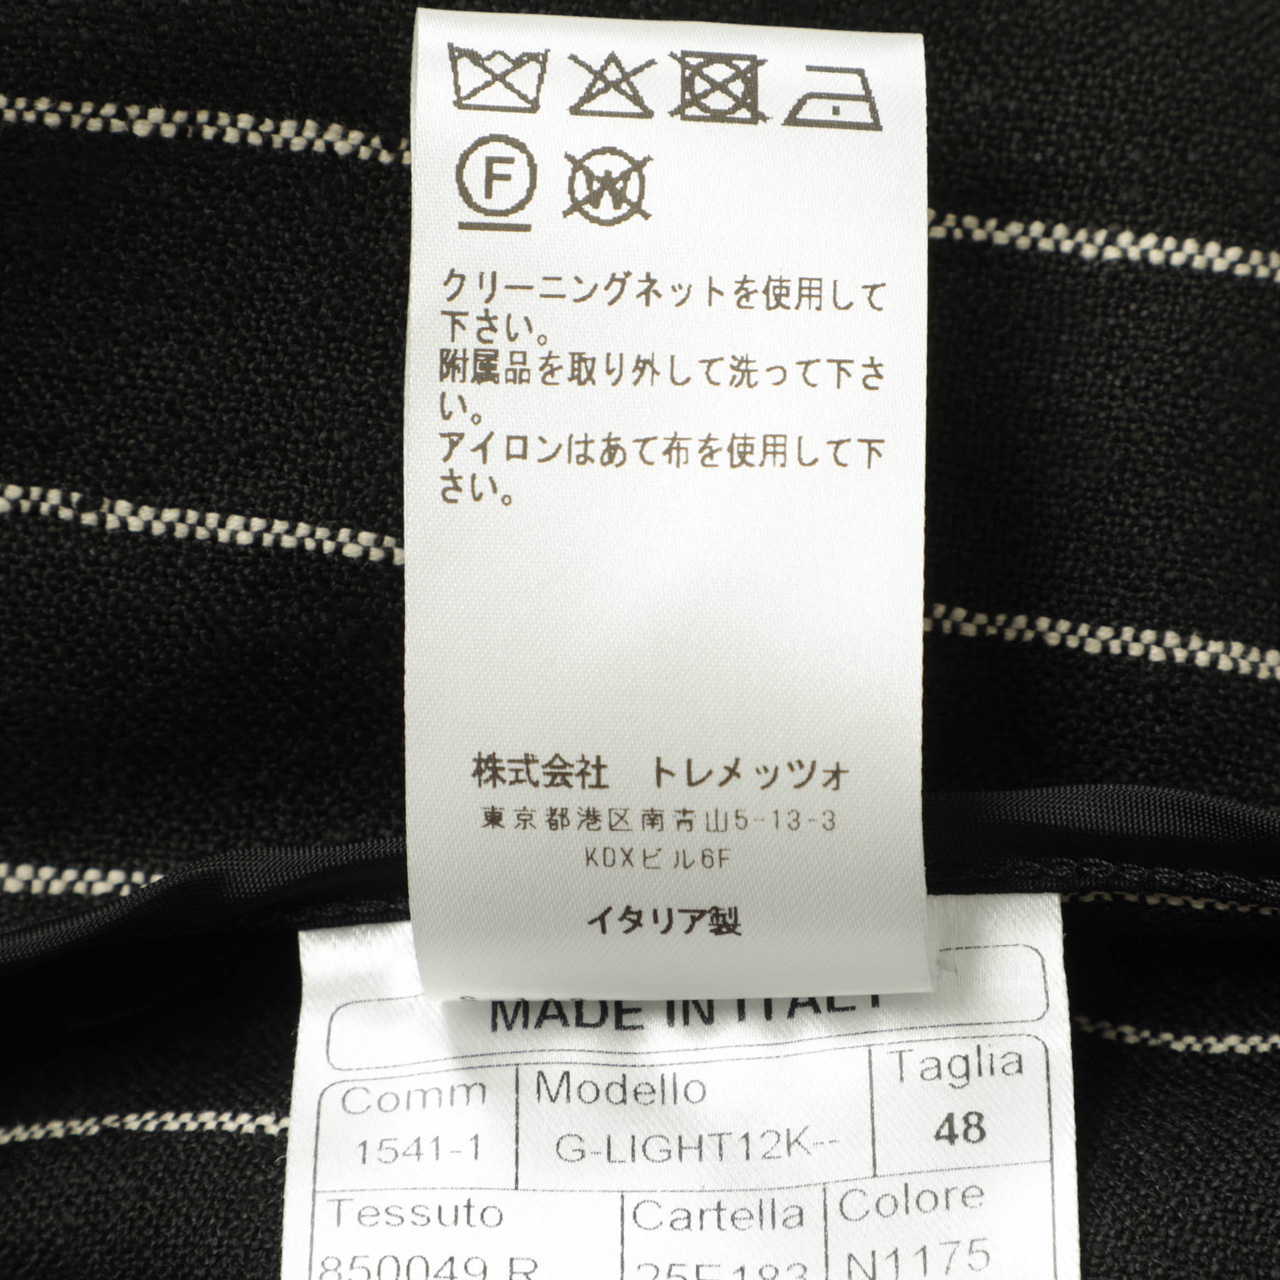 F
W
クリーニングネットを使用して
下さい。
附属品を取り外して洗って下さ
い。
アイロンはあて布を使用して下
さい。
株式会社　トレメッツォ
東京都港区南青山5-13-3
KDXビル6F
イタリア製
MADE IN ITALY
Comm
1541-1
Modello
G-LIGHT12K--
Taglia
48
Tessuto
850049 R
Cartella
25E183
Colore
N1175